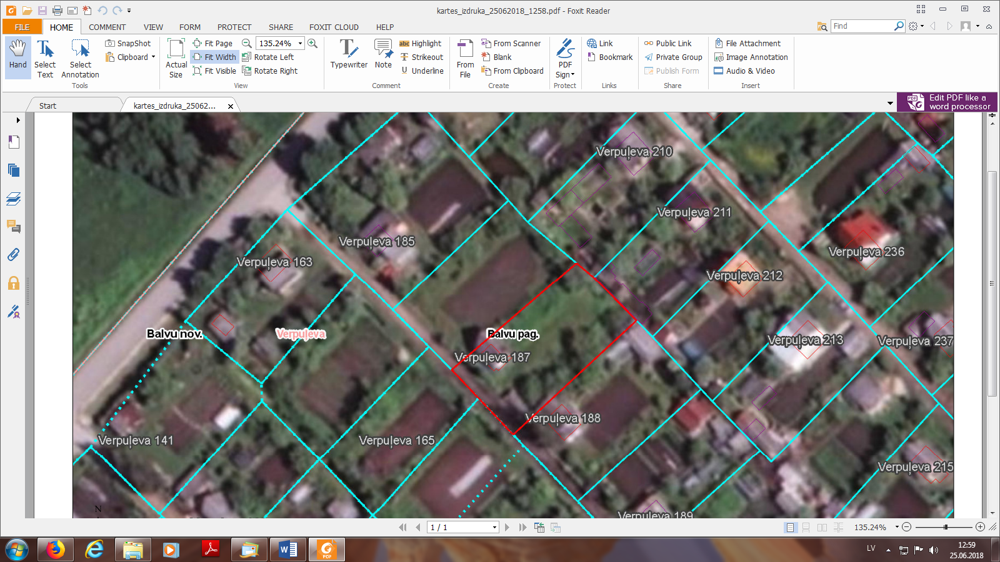 kartes_izdruka_25062018_1258.pdf - Foxit Reader
FILE HOME COMMENT VIEW FORM PROTECT SHARE FOXIT CLOUD HELP Find
Hand
Select Text
Select Annotation
SnapShot
Clipboard
Tools
Actual Size
Fit Page
Fit Width
Fit Visible
135.24%
Rotate Left
Rotate Right
View
Typewriter
Note
Highlight
Strikeout
Underline
Comment
From File
From Scanner
Blank
From Clipboard
Create
PDF Sign
Protect
Link
Bookmark
Links
Public Link
Private Group
Publish Form
Share
File Attachment
Image Annotation
Audio & Video
Insert
Start kartes_izdruka_25062...
Edit PDF like a
word processor
Verpuļeva 210
Verpuļeva 211
Verpuļeva 185
Verpuļeva 236
Verpuļeva 163
Verpuļeva 212
Balvu nov. Verpuļeva Balvu pag.
Verpuļeva 213 Verpuļeva 237
Verpuļeva 187
Verpuļeva 188
Verpuļeva 141 Verpuļeva 165
Verpuļeva 215
N
Verpuļeva 189
1 / 1 135.24%
LV 12:59
25.06.2018